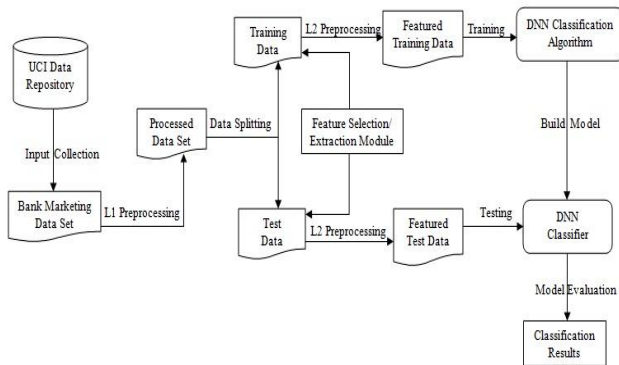 UCI Data
Repository
Input Collection
Bank Marketing
Data Set
L1 Preprocessing
Processed
Data Set
Data Splitting
Training
Data
L2 Preprocessing
Featured
Training Data
Training
DNN Classification
Algorithm
Feature Selection/
Extraction Module
Build Model
Test
Data
L2 Preprocessing
Featured
Test Data
Testing
DNN
Classifier
Model Evaluation
Classification
Results